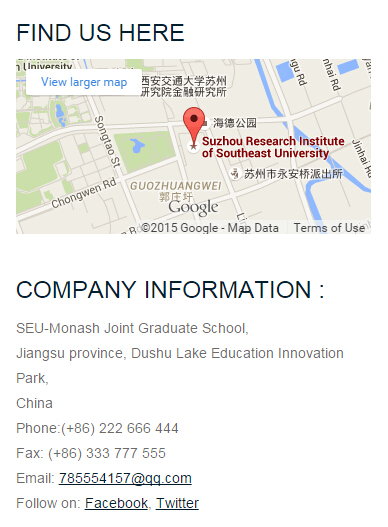 FIND US HERE
n University
View larger map
西安交通大学苏州
研究院金融研究所
Songtao St
海德公园
Suzhou Research Institute
of Southeast University
苏州市永安桥派出所
GUOZHUANGWEI
郭庄圩
Chongwen Rd
Google
Jinhai Rd
©2015 Google - Map Data
Terms of Use
COMPANY INFORMATION :
SEU-Monash Joint Graduate School,
Jiangsu province, Dushu Lake Education Innovation
Park,
China
Phone:(+86) 222 666 444
Fax: (+86) 333 777 555
Email: 785554157@qq.com
Follow on: Facebook, Twitter